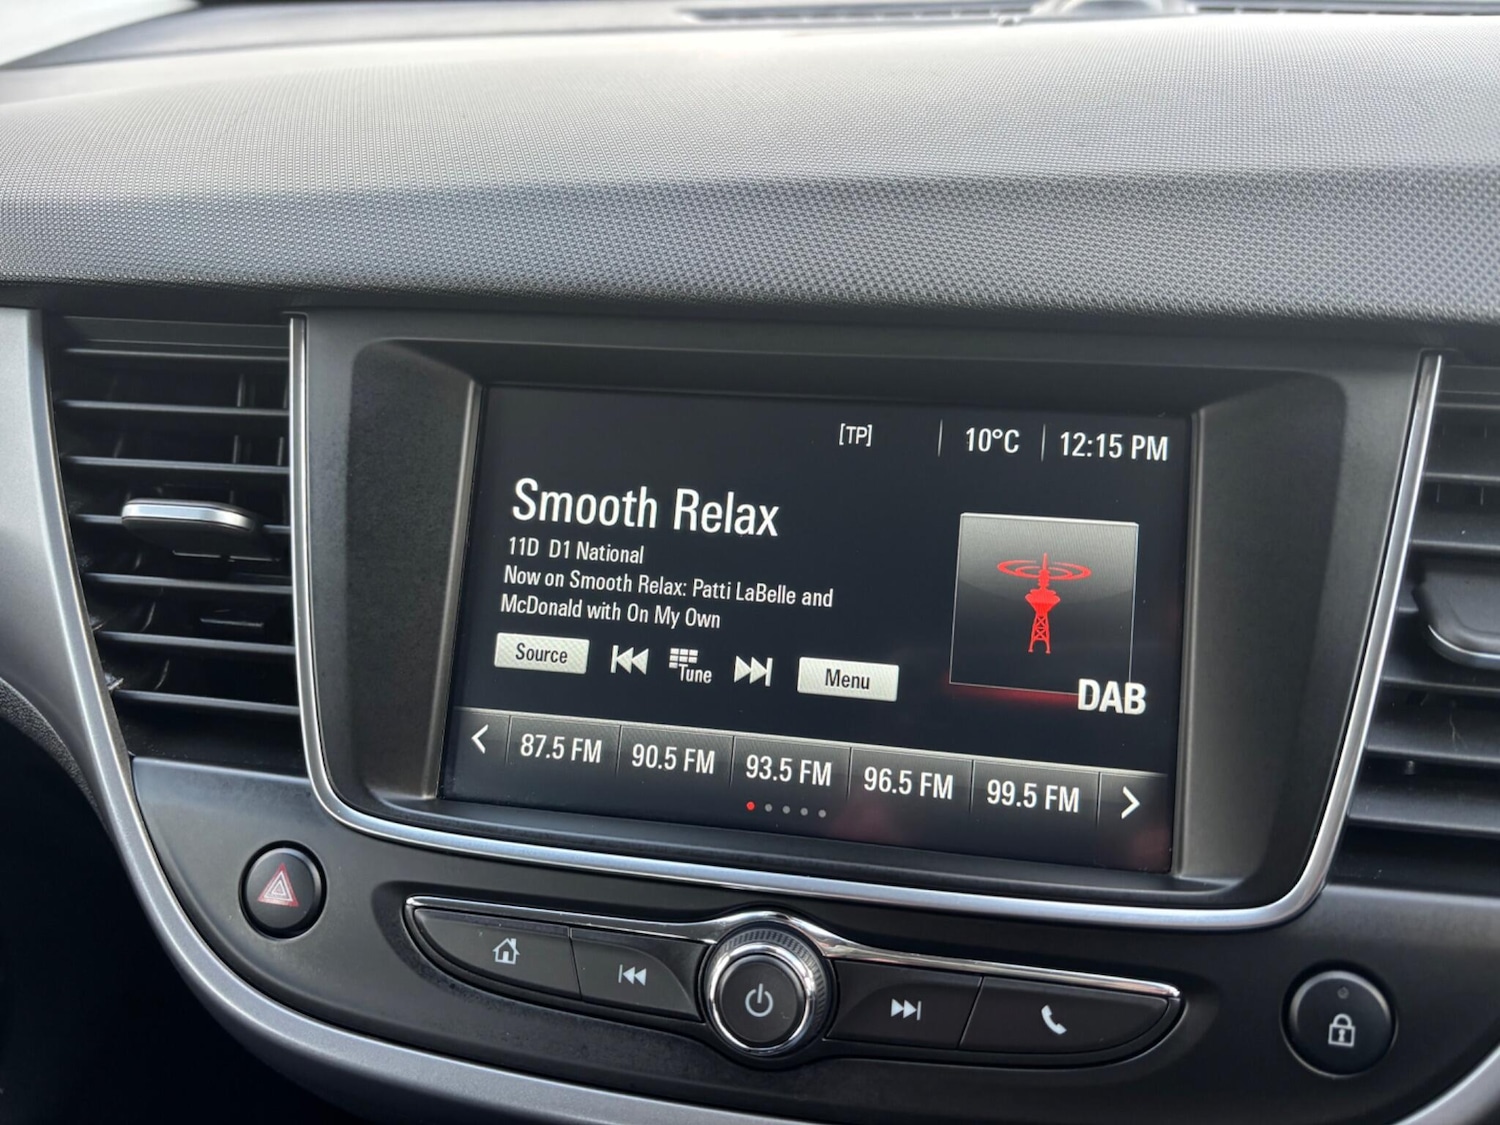 [TP] 10°C 12:15 PM
Smooth Relax
11D D1 National
Now on Smooth Relax: Patti LaBelle and
McDonald with On My Own
Source Tune Menu
DAB
87.5 FM 90.5 FM 93.5 FM 96.5 FM 99.5 FM